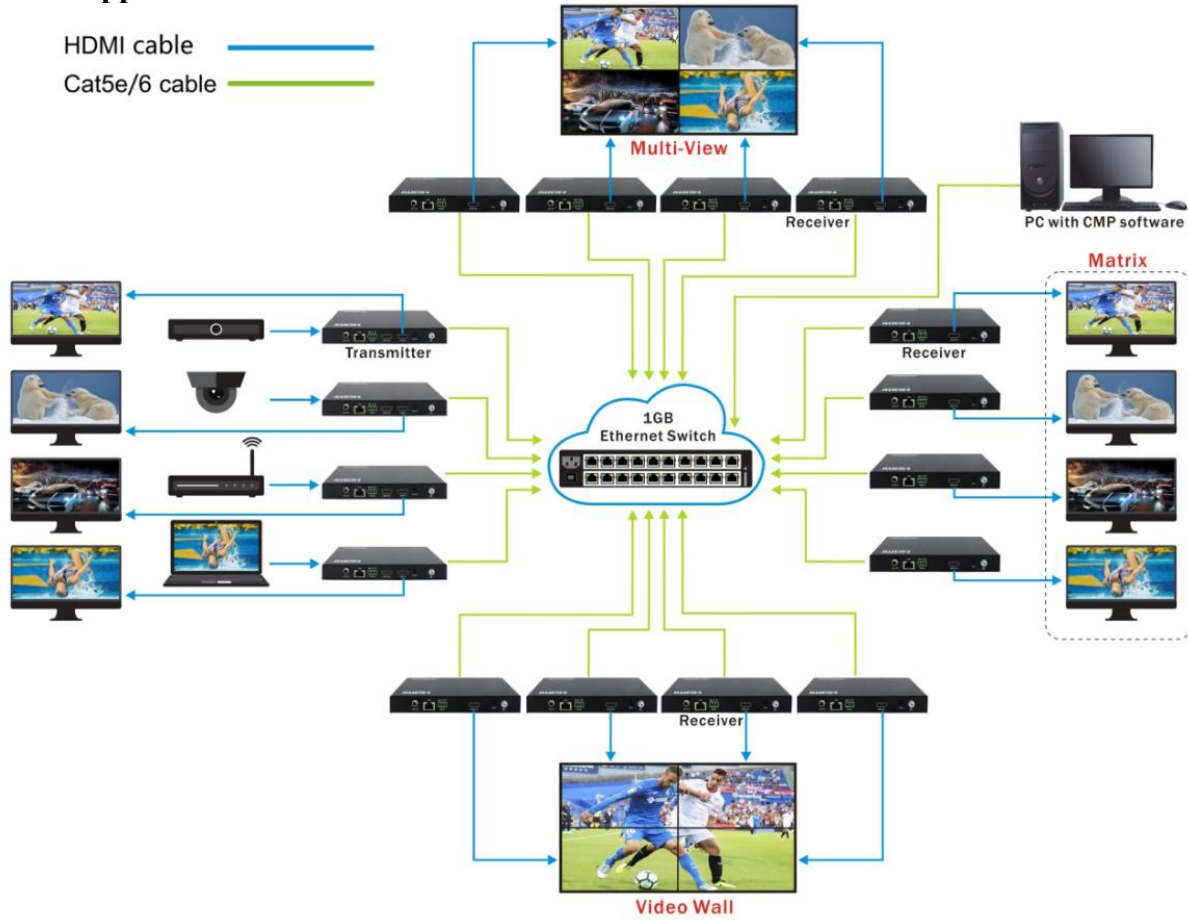 HDMI cable
Cat5e/6 cable
Multi-View
Receiver
PC with CMP software
Matrix
Transmitter
Receiver
1GB
Ethernet Switch
Receiver
Video Wall